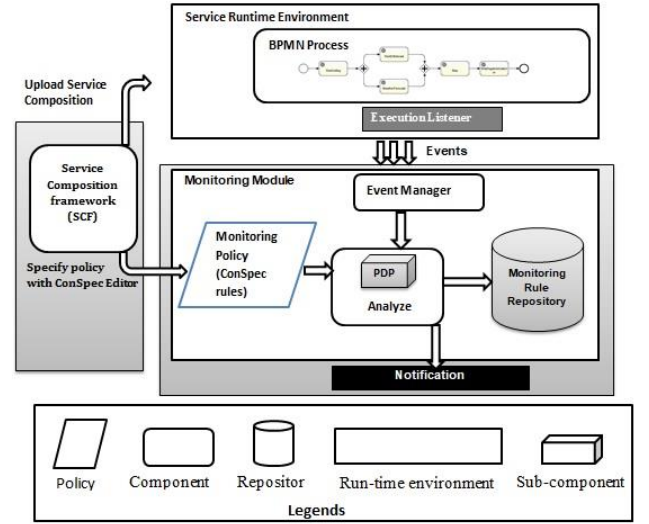 Service Runtime Environment
BPMN Process
Upload Service
Composition
Execution Listener
Events
Service
Composition
framework
(SCF)
Monitoring Module
Event Manager
Monitoring
Policy
(ConSpec
rules)
PDP
Analyze
Monitoring
Rule
Repository
Specify policy
with ConSpec Editor
Notification
Policy
Component
Repositor
Run-time environment
Sub-component
Legends